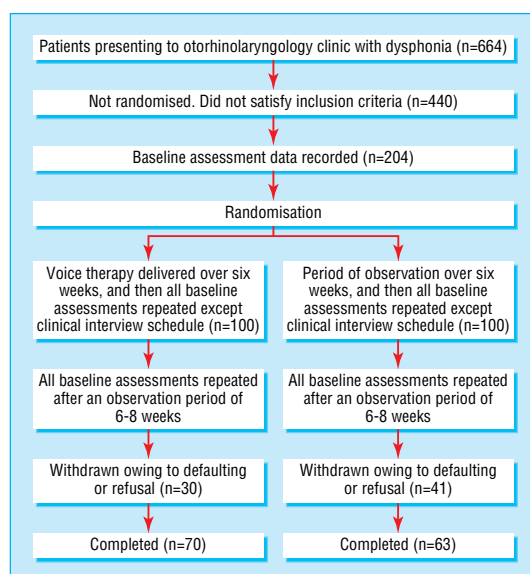 Patients presenting to otorhinolaryngology clinic with dysphonia (n=664)
Not randomised. Did not satisfy inclusion criteria (n=440)
Baseline assessment data recorded (n=204)
Randomisation
Voice therapy delivered over six
weeks, and then all baseline
assessments repeated except
clinical interview schedule (n=100)
Period of observation over six
weeks, and then all baseline
assessments repeated except
clinical interview schedule (n=100)
All baseline assessments repeated
after an observation period of
6-8 weeks
All baseline assessments repeated
after an observation period of
6-8 weeks
Withdrawn owing to defaulting
or refusal (n=30)
Withdrawn owing to defaulting
or refusal (n=41)
Completed (n=70)
Completed (n=63)